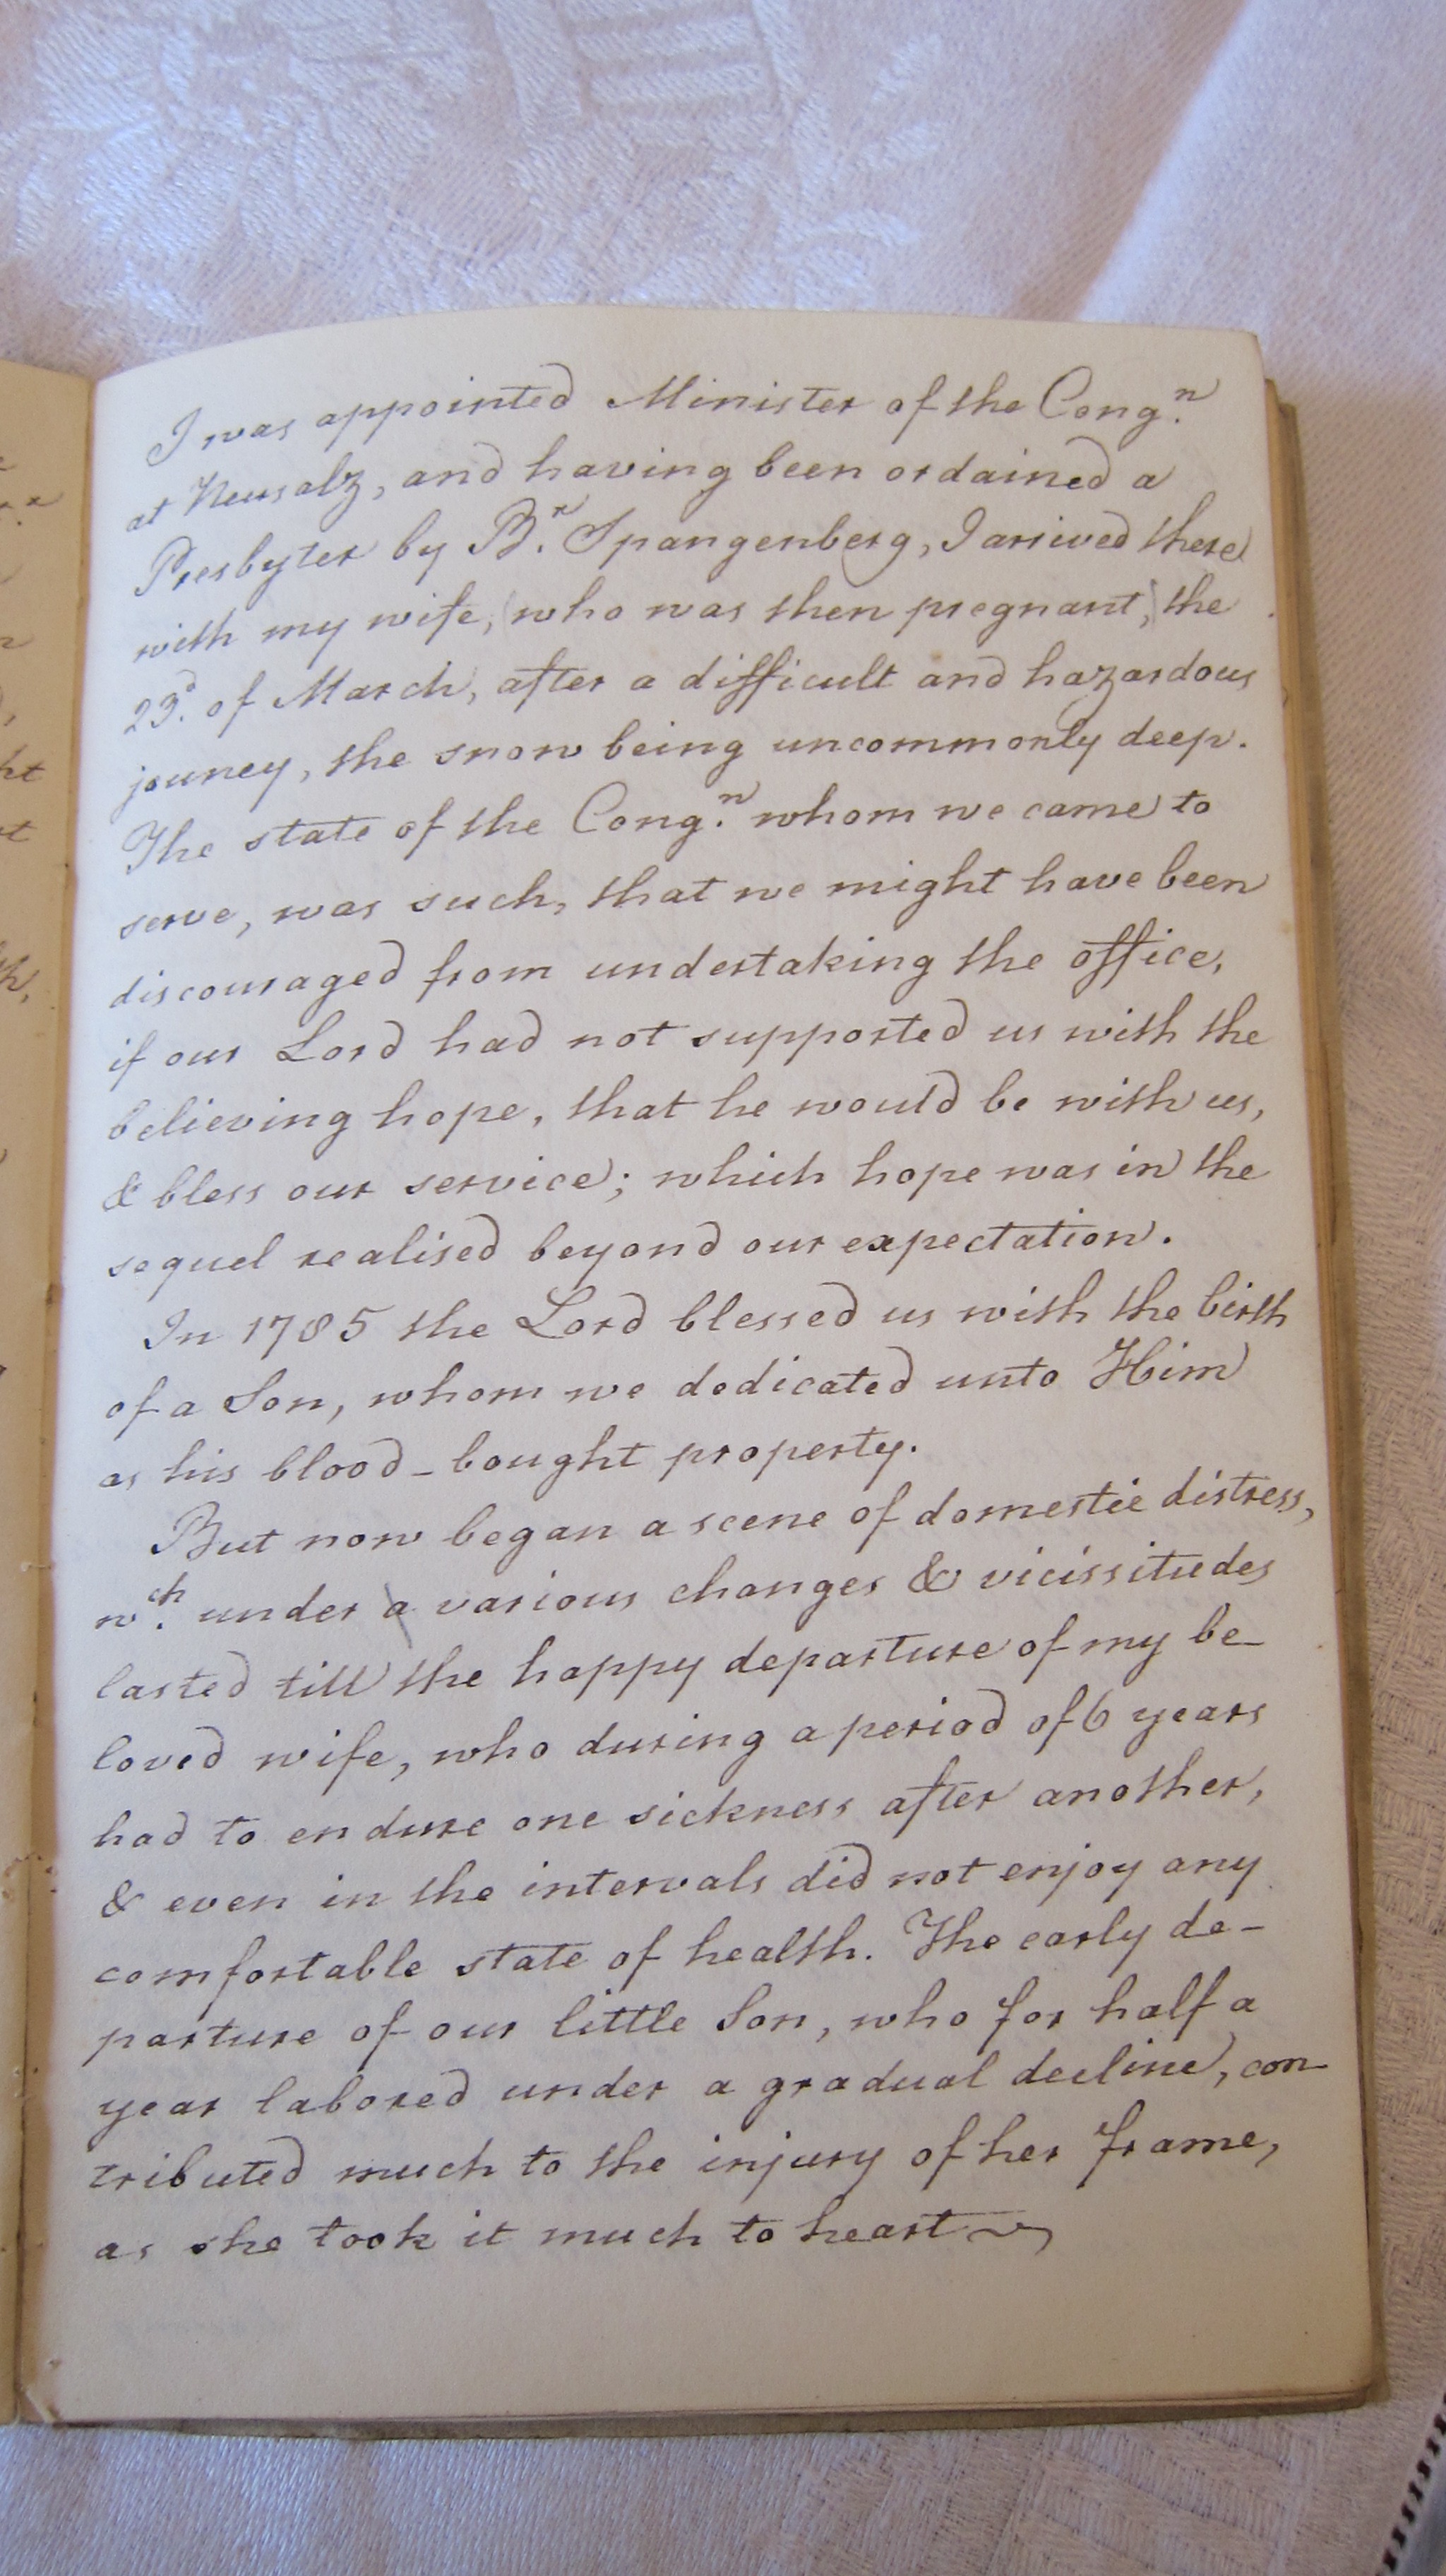 I was appointed Minister of the Cong.n
at Neusalz, and having been ordained a
Presbyter by B.r Spangenberg, I arrived there
with my wife, (who was then pregnant,) the
23.d of March, after a difficult and hazardous
jouney, the snow being uncommonly deep.
The state of the Cong.n whom we came to
serve, was such, that we might have been
discouraged from undertaking the office,
if our Lord had not supported us with the
believing hope, that he would be with us,
& bless our service; which hope was in the
sequel realised beyond our expectation.
In 1785 the Lord blessed us with the birth
of a Son, whom we dedicated unto Him
as his blood-bought property.
But now began a scene of domestic distress,
w.ch under a various changes & vicissitudes
lasted till the happy departure of my be-
loved wife, who during a period of 6 years
had to endure one sickness after another,
& even in the intervals did not enjoy any
comfortable state of health. The early de-
parture of our little Son, who for half a
year labored under a gradual decline, con-
tributed much to the injury of her frame,
as she took it much to heart